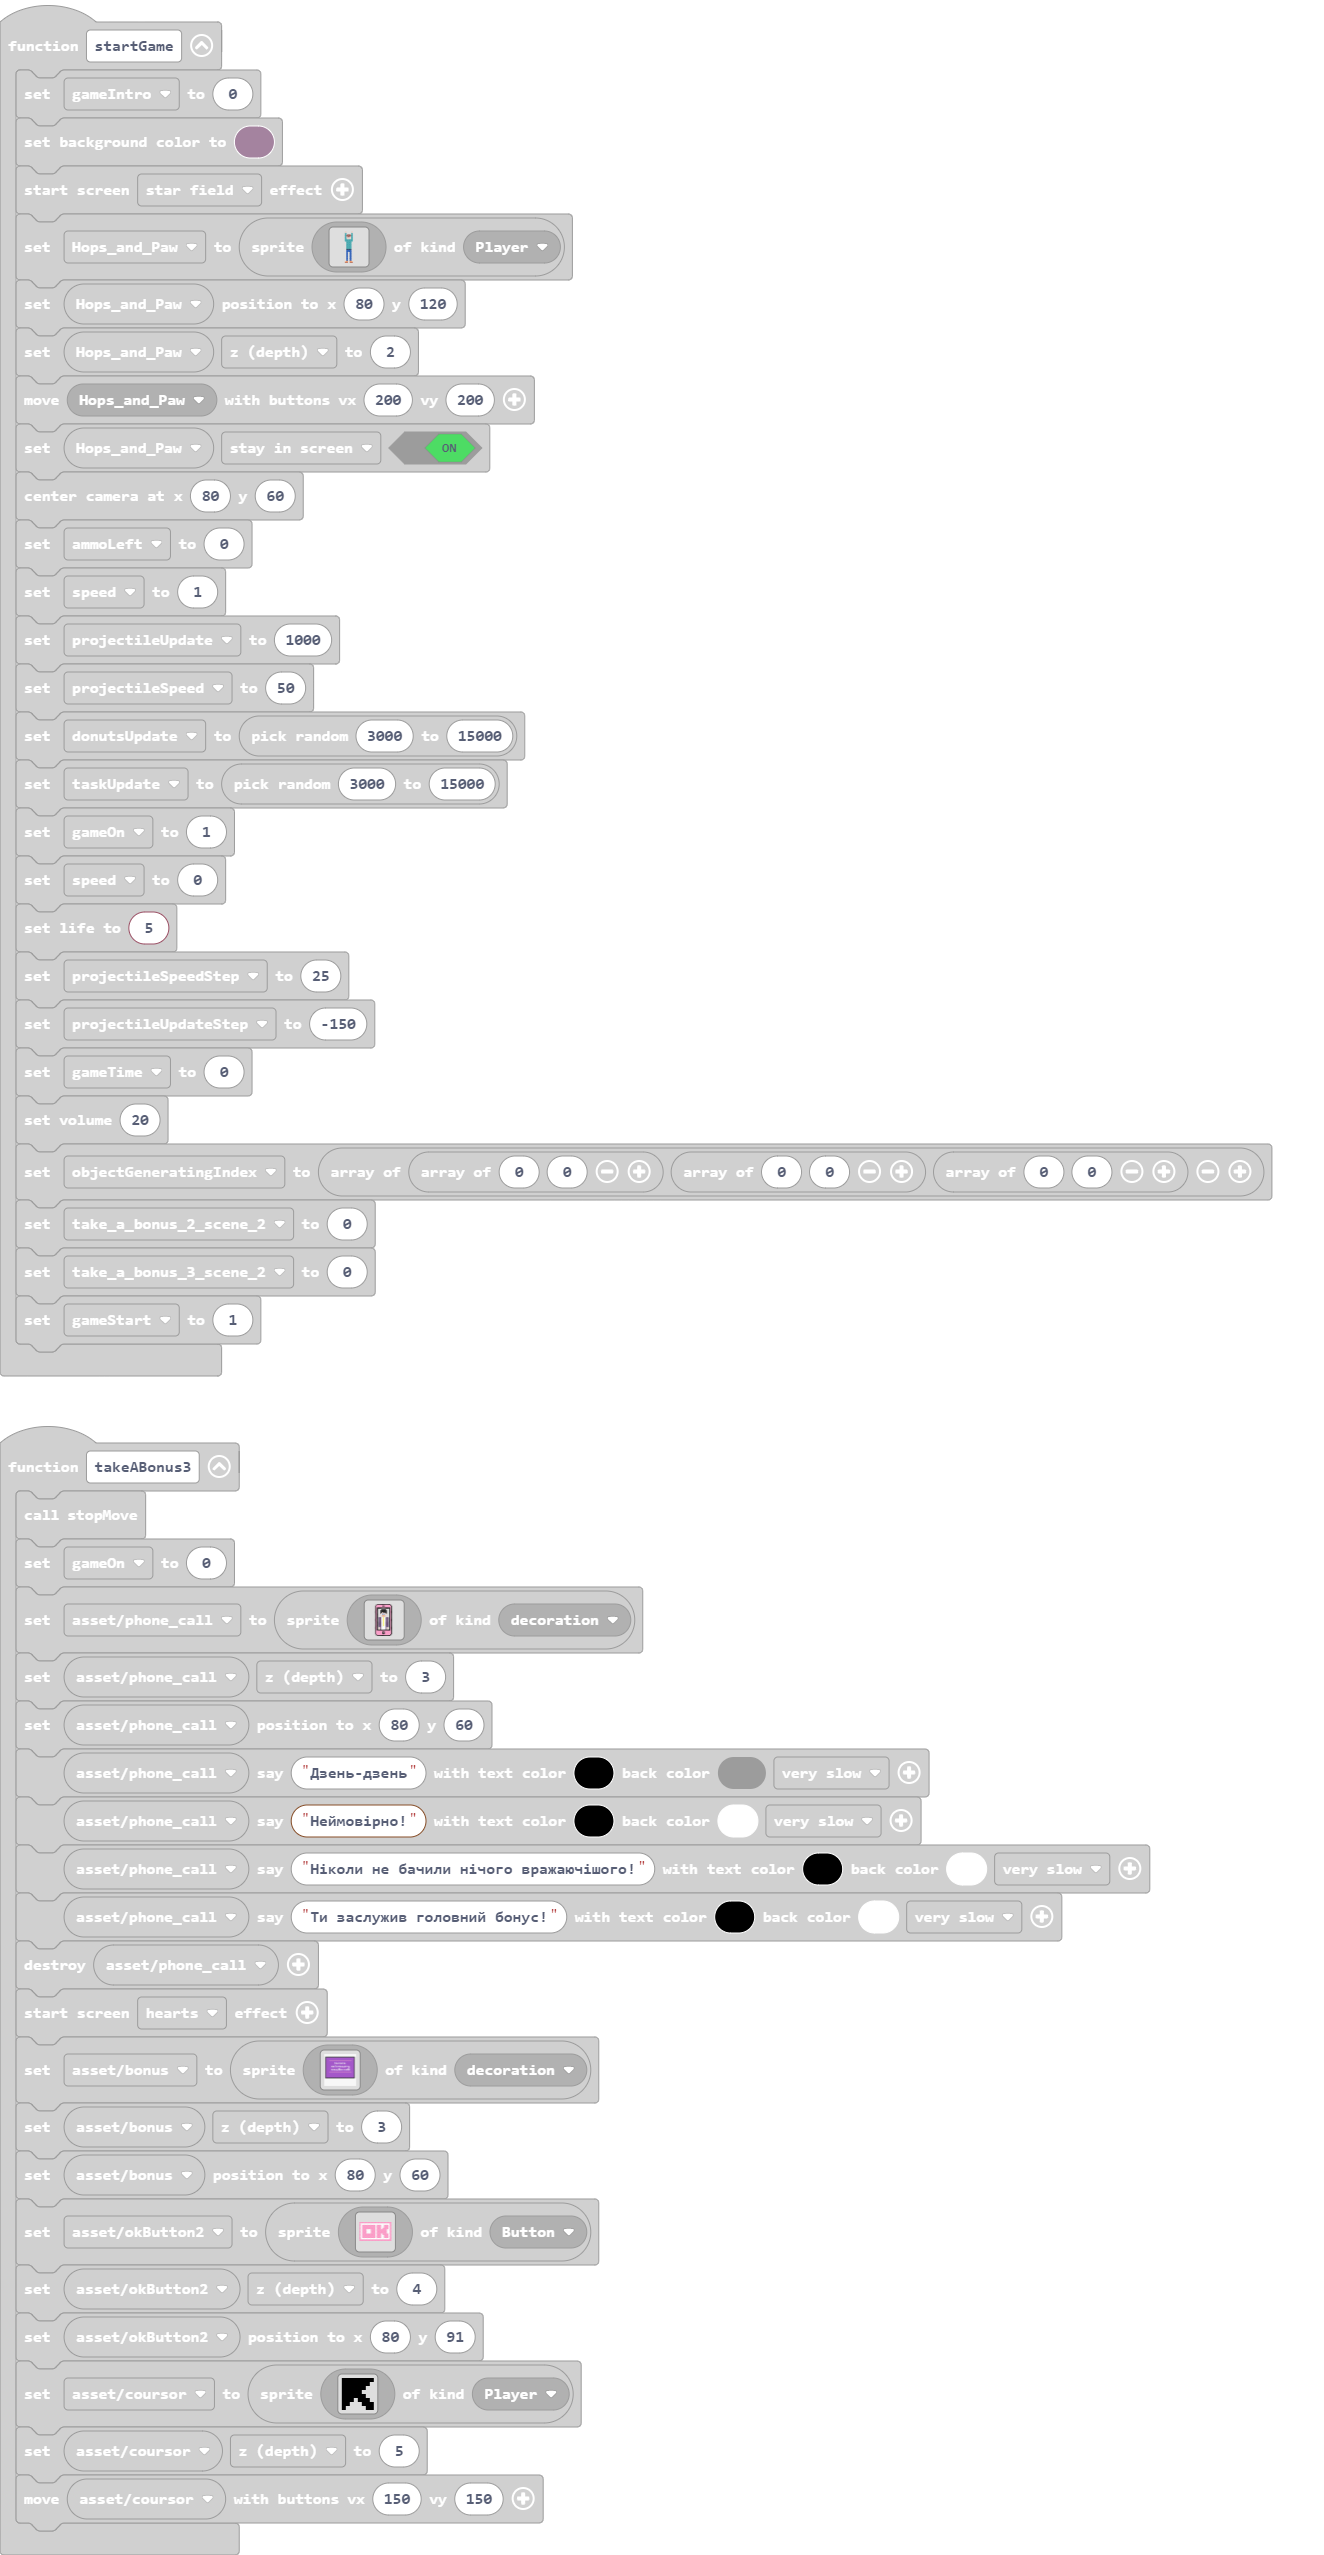 function startGame
set gameIntro to 0
set background color to
start screen star field effect
set Hops_and_Paw to sprite of kind Player
set Hops_and_Paw position to x 80 y 120
set Hops_and_Paw z (depth) to 2
move Hops_and_Paw with buttons vx 200 vy 200
set Hops_and_Paw stay in screen ON
center camera at x 80 y 60
set ammoLeft to 0
set speed to 1
set projectileUpdate to 1000
set projectileSpeed to 50
set donutsUpdate to pick random 3000 to 15000
set taskUpdate to pick random 3000 to 15000
set gameOn to 1
set speed to 0
set life to 5
set projectileSpeedStep to 25
set projectileUpdateStep to -150
set gameTime to 0
set volume 20
set objectGeneratingIndex to array of array of 0 0 array of 0 0 array of 0 0
set take_a_bonus_2_scene_2 to 0
set take_a_bonus_3_scene_2 to 0
set gameStart to 1
function takeABonus3
call stopMove
set gameOn to 0
set asset/phone_call to sprite of kind decoration
set asset/phone_call z (depth) to 3
set asset/phone_call position to x 80 y 60
asset/phone_call say "Дзень-дзень" with text color back color very slow
asset/phone_call say "Неймовірно!" with text color back color very slow
asset/phone_call say "Ніколи не бачили нічого вражаючішого!" with text color back color very slow
asset/phone_call say "Ти заслужив головний бонус!" with text color back color very slow
destroy asset/phone_call
start screen hearts effect
set asset/bonus to sprite of kind decoration
set asset/bonus z (depth) to 3
set asset/bonus position to x 80 y 60
set asset/okButton2 to sprite OK of kind Button
set asset/okButton2 z (depth) to 4
set asset/okButton2 position to x 80 y 91
set asset/coursor to sprite of kind Player
set asset/coursor z (depth) to 5
move asset/coursor with buttons vx 150 vy 150